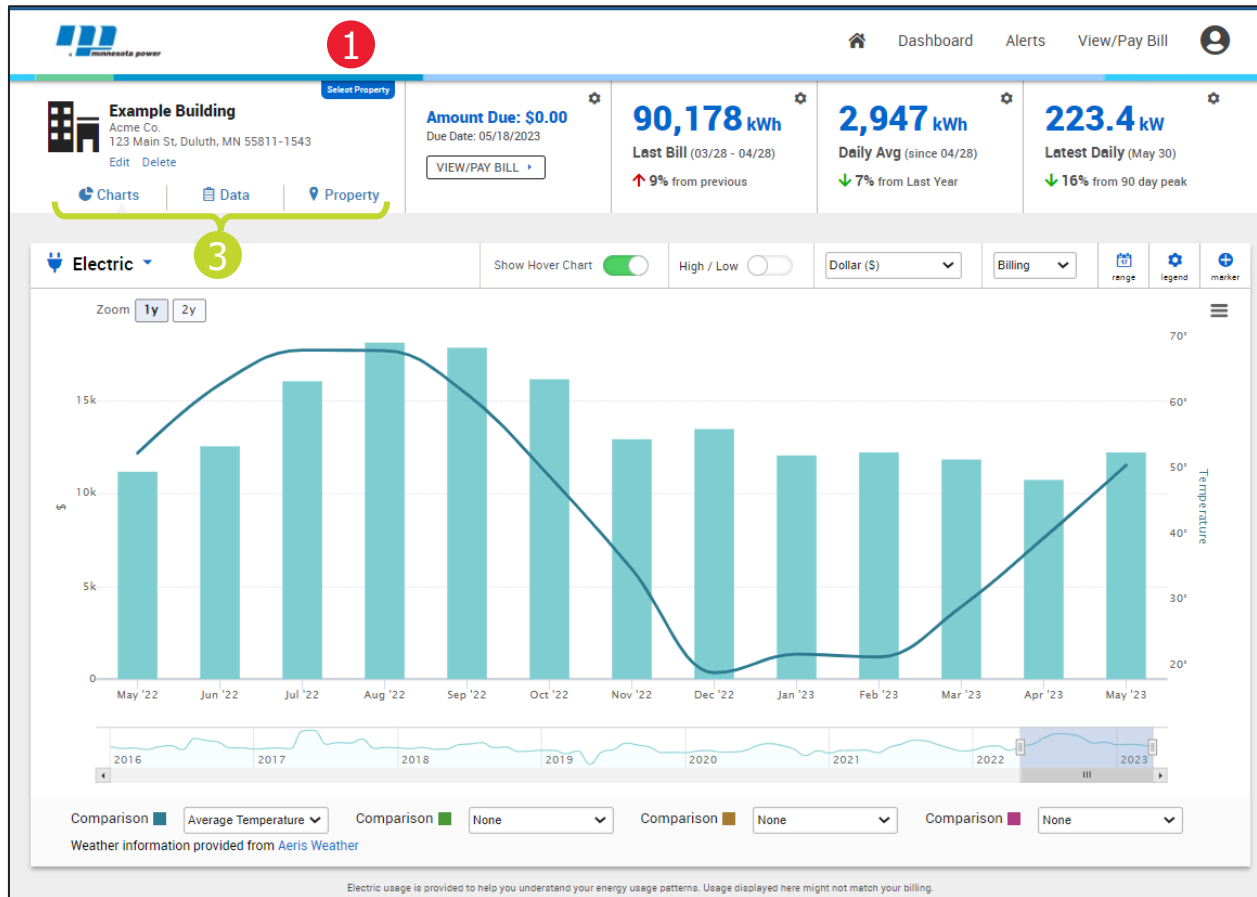 minnesota power
1
Dashboard Alerts View/Pay Bill
Select Property
Example Building
Acme Co.
123 Main St, Duluth, MN 55811-1543
Edit Delete
Charts Data Property
3
Amount Due: $0.00
Due Date: 05/18/2023
VIEW/PAY BILL
90,178 kWh
Last Bill (03/28 - 04/28)
9% from previous
2,947 kWh
Daily Avg (since 04/28)
7% from Last Year
223.4 kW
Latest Daily (May 30)
16% from 90 day peak
Electric
Show Hover Chart
High / Low
Dollar ($)
Billing
range
legend
marker
17
Zoom 1y 2y
15k
10k
5k
0
$
70°
60°
50°
40°
30°
20°
Temperature
May '22 Jun '22 Jul '22 Aug '22 Sep '22 Oct '22 Nov '22 Dec '22 Jan '23 Feb '23 Mar '23 Apr '23 May '23
2016 2017 2018 2019 2020 2021 2022 2023
Comparison Average Temperature Comparison None Comparison None Comparison None
Weather information provided from Aeris Weather
Electric usage is provided to help you understand your energy usage patterns. Usage displayed here might not match your billing.